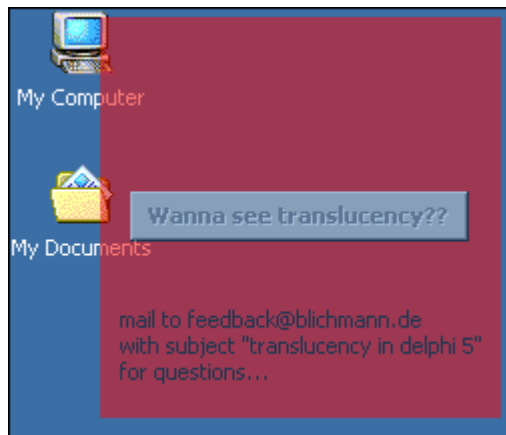 My Computer
My Documents
Wanna see translucency??
mail to feedback@blichmann.de
with subject "translucency in delphi 5"
for questions...